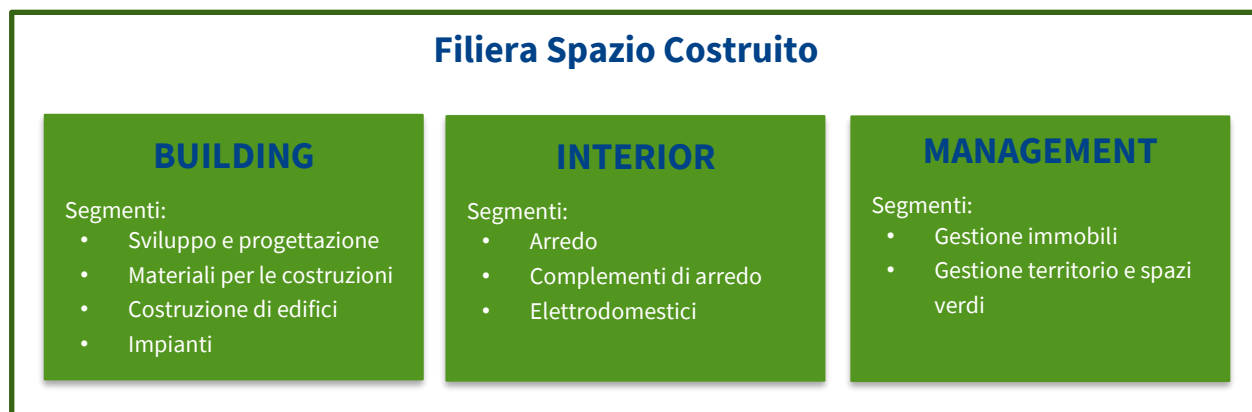 Filiera Spazio Costruito
BUILDING
Segmenti:
• Sviluppo e progettazione
• Materiali per le costruzioni
• Costruzione di edifici
• Impianti
INTERIOR
Segmenti:
• Arredo
• Complementi di arredo
• Elettrodomestici
MANAGEMENT
Segmenti:
• Gestione immobili
• Gestione territorio e spazi
verdi